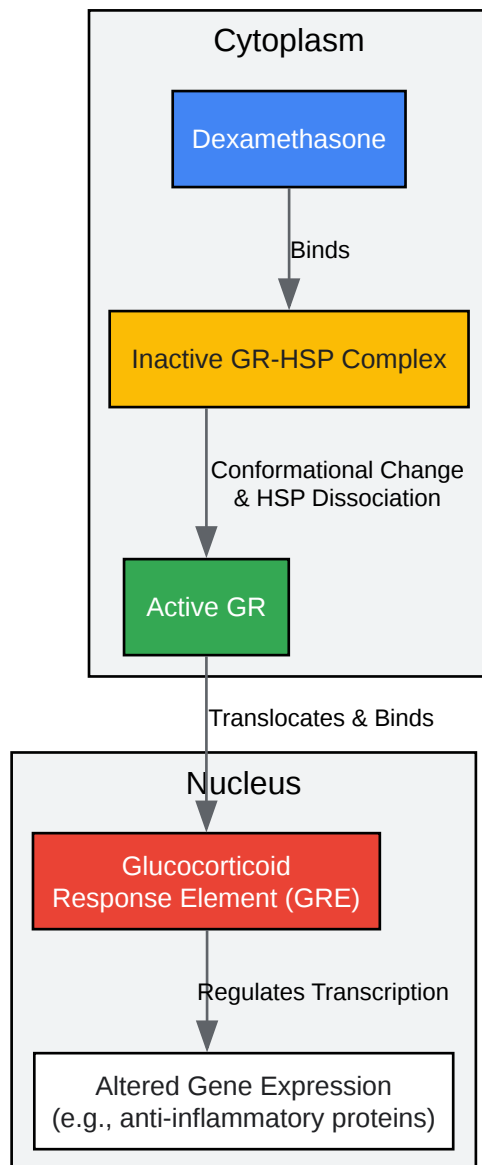 Cytoplasm
Dexamethasone
Binds
Inactive GR-HSP Complex
Conformational Change
& HSP Dissociation
Active GR
Translocates & Binds
Nucleus
Glucocorticoid
Response Element (GRE)
Regulates Transcription
Altered Gene Expression
(e.g., anti-inflammatory proteins)